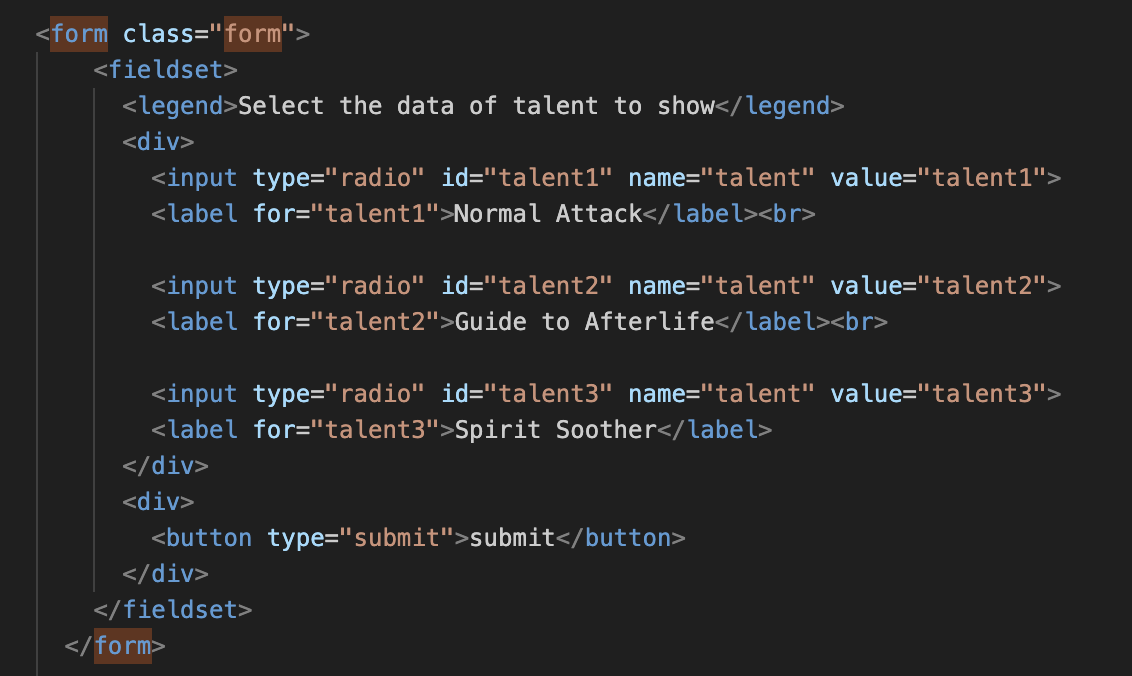 <form class="form">
<fieldset>
<legend>Select the data of talent to show</legend>
<div>
<input type="radio" id="talent1" name="talent" value="talent1">
<label for="talent1">Normal Attack</label><br>
<input type="radio" id="talent2" name="talent" value="talent2">
<label for="talent2">Guide to Afterlife</label><br>
<input type="radio" id="talent3" name="talent" value="talent3">
<label for="talent3">Spirit Soother</label>
</div>
<div>
<button type="submit">submit</button>
</div>
</fieldset>
</form>